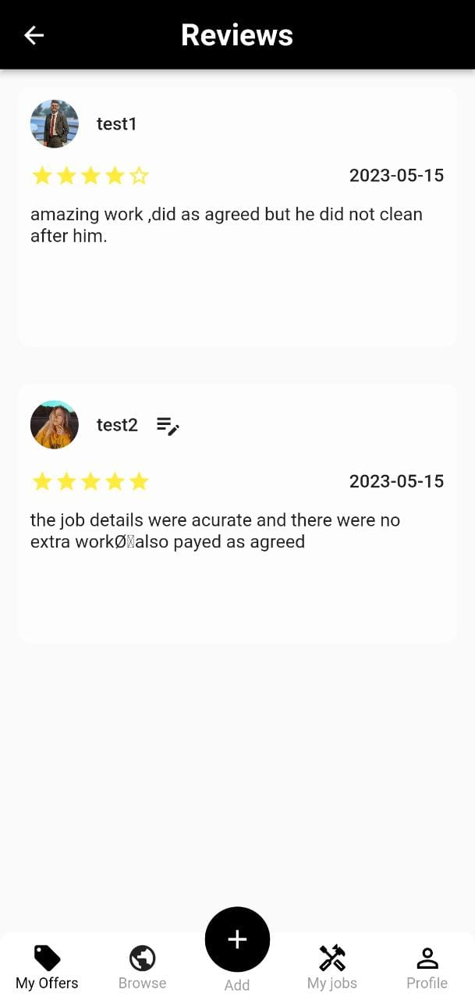 Reviews
test1
2023-05-15
amazing work ,did as agreed but he did not clean
after him.
test2
2023-05-15
the job details were acurate and there were no
extra workØ�also payed as agreed
My Offers
Browse
Add
My jobs
Profile